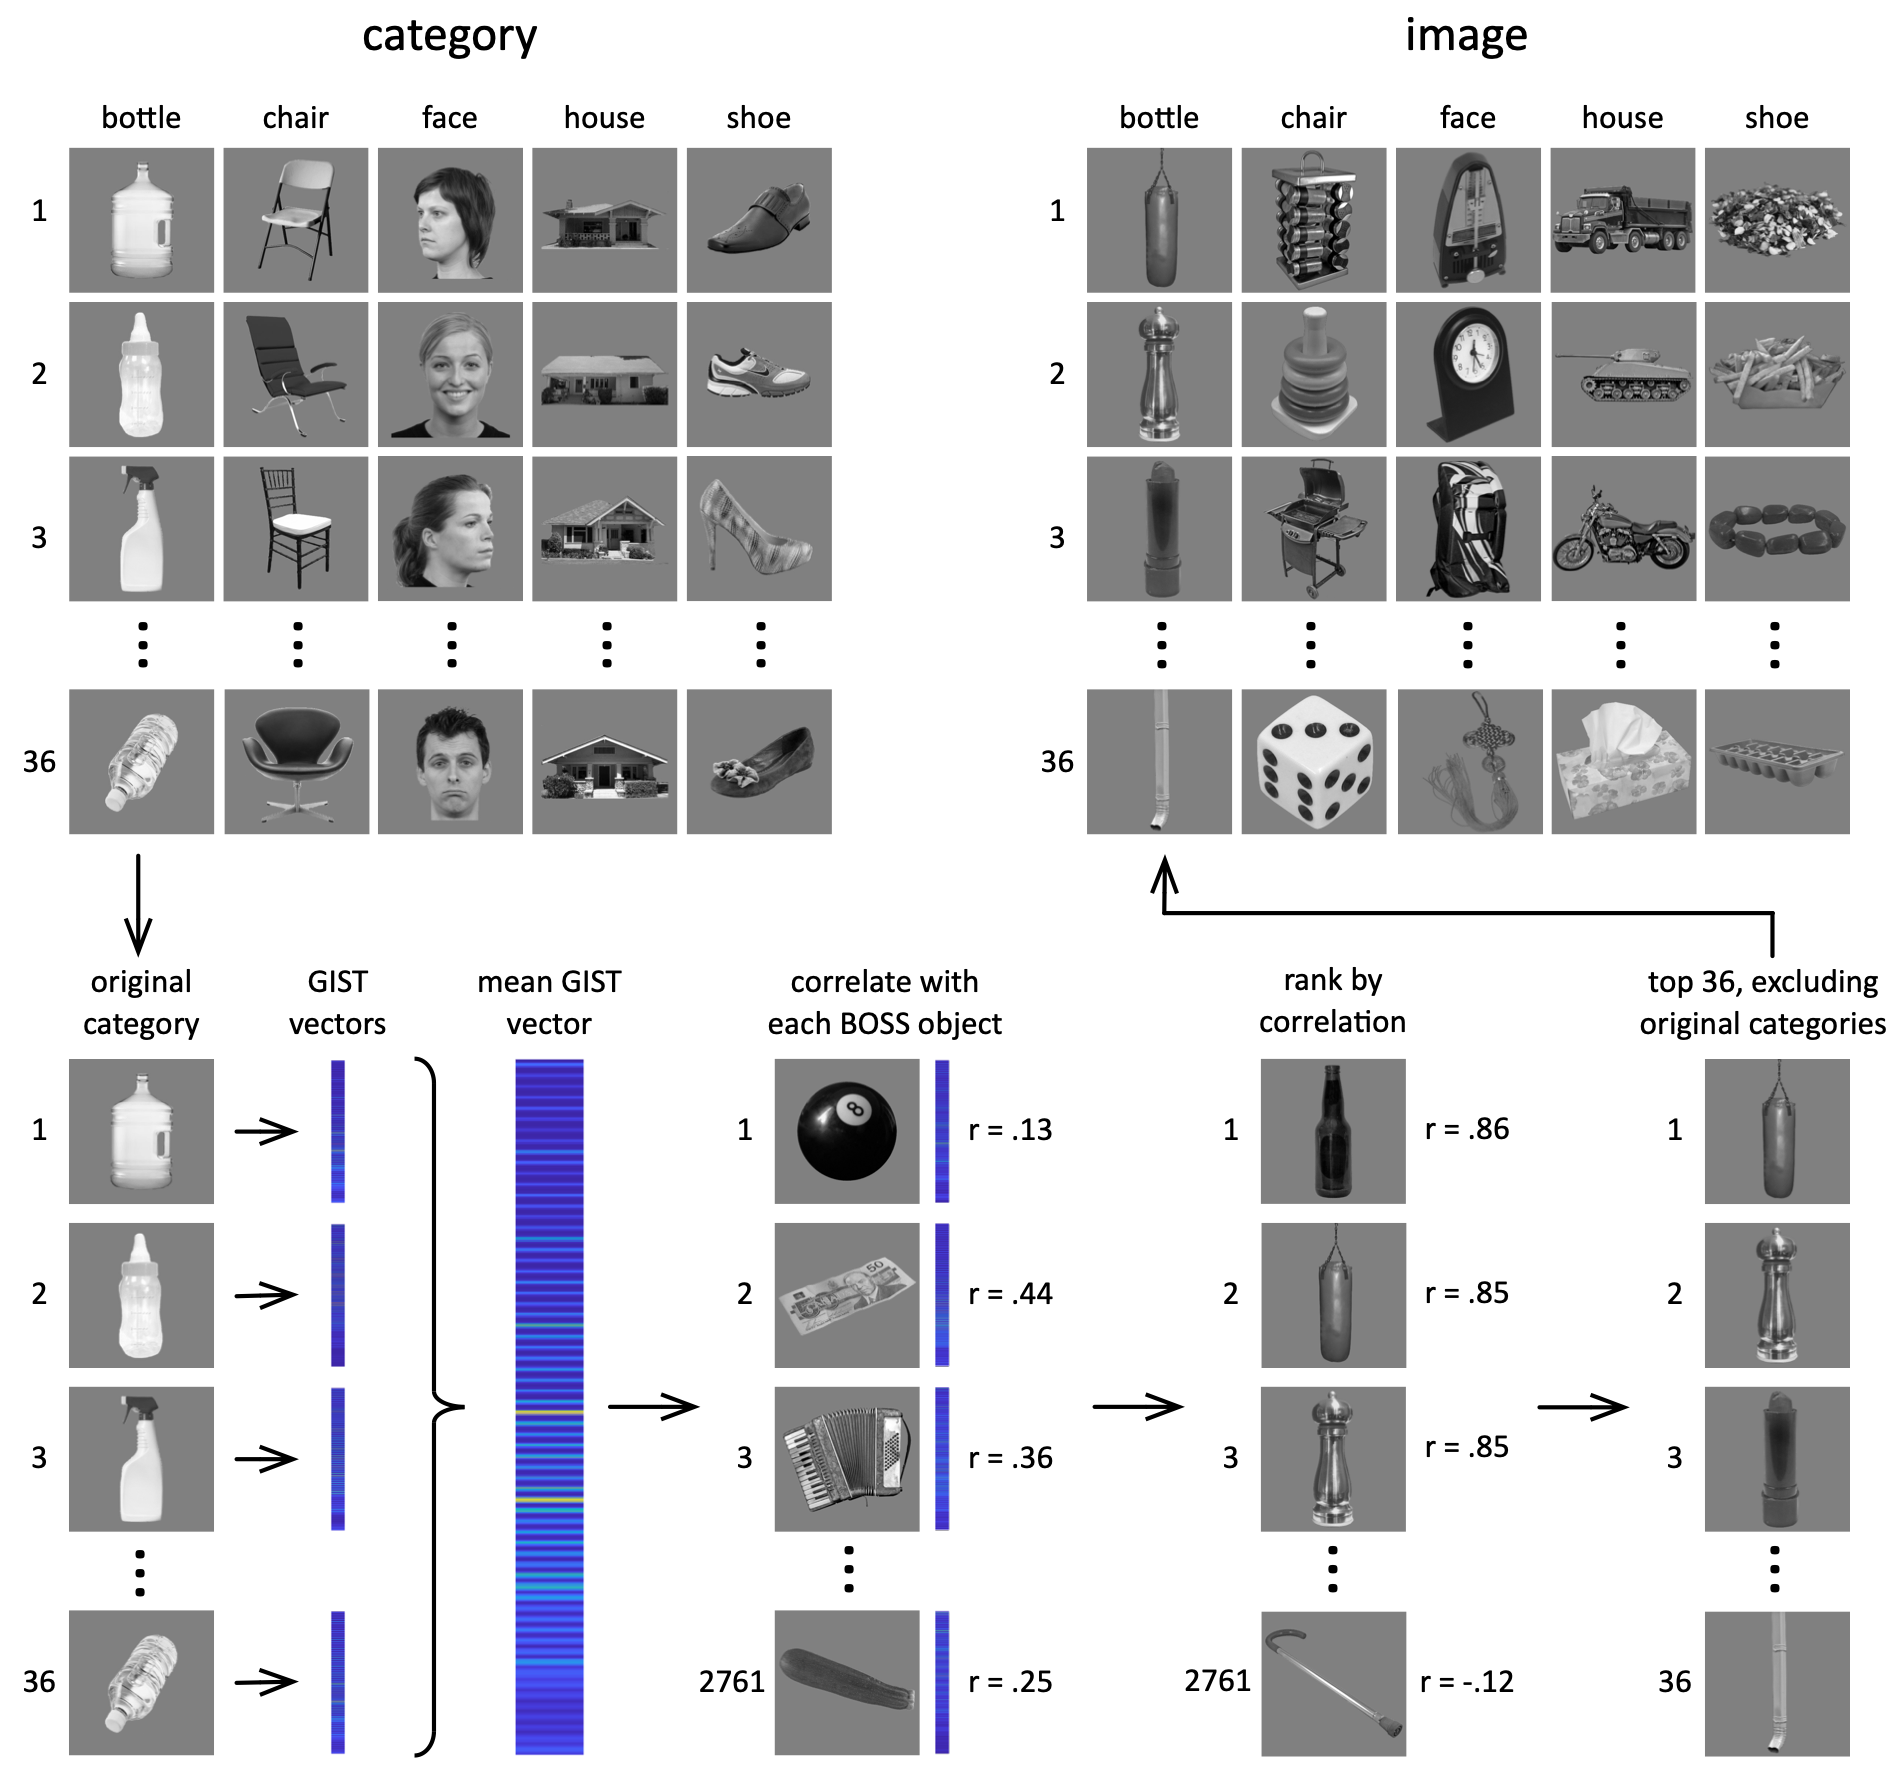 category
image
bottle chair face house shoe
bottle chair face house shoe
1
1
2
2
3
3
36
36
original
category
GIST
vectors
mean GIST
vector
correlate with
each BOSS object
rank by
correlation
top 36, excluding
original categories
1
1
8
r = .13
1
r = .86
1
2
2
50
r = .44
2
r = .85
2
3
3
r = .36
3
r = .85
3
36
2761
r = .25
2761
r = -.12
36